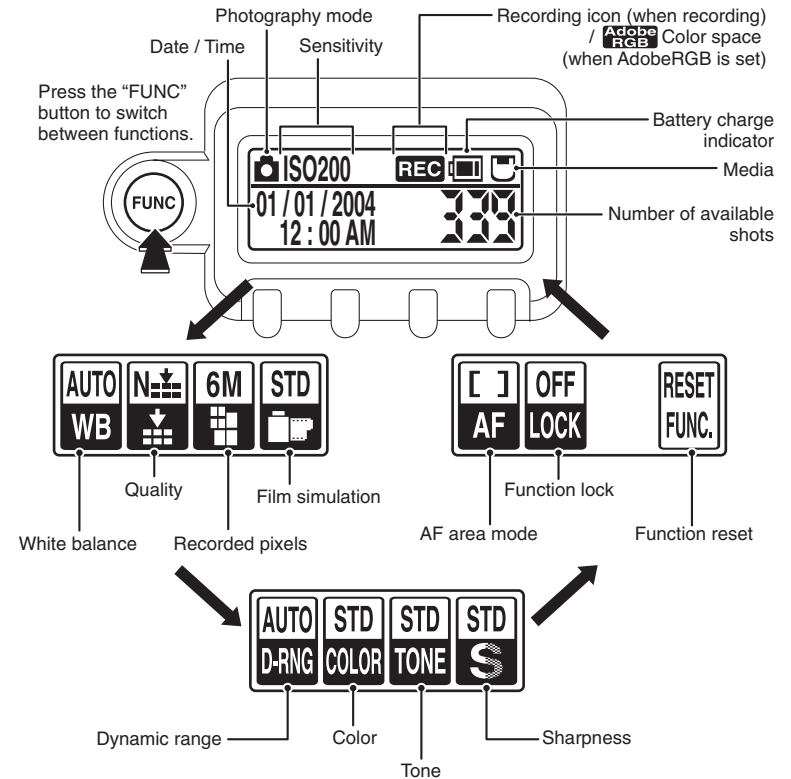 Photography mode
Recording icon (when recording)
/ Adobe RGB Color space
(when AdobeRGB is set)
Date / Time
Sensitivity
Press the “FUNC”
button to switch
between functions.
Battery charge
indicator
Media
Number of available
shots
FUNC
ISO200 REC
01 / 01 / 2004
12 : 00 AM
339
AUTO N 6M STD
WB
[ ] OFF RESET
AF LOCK FUNC.
Quality
Film simulation
White balance
Recorded pixels
Function lock
AF area mode
Function reset
AUTO STD STD STD
D-RNG COLOR TONE S
Dynamic range
Color
Tone
Sharpness